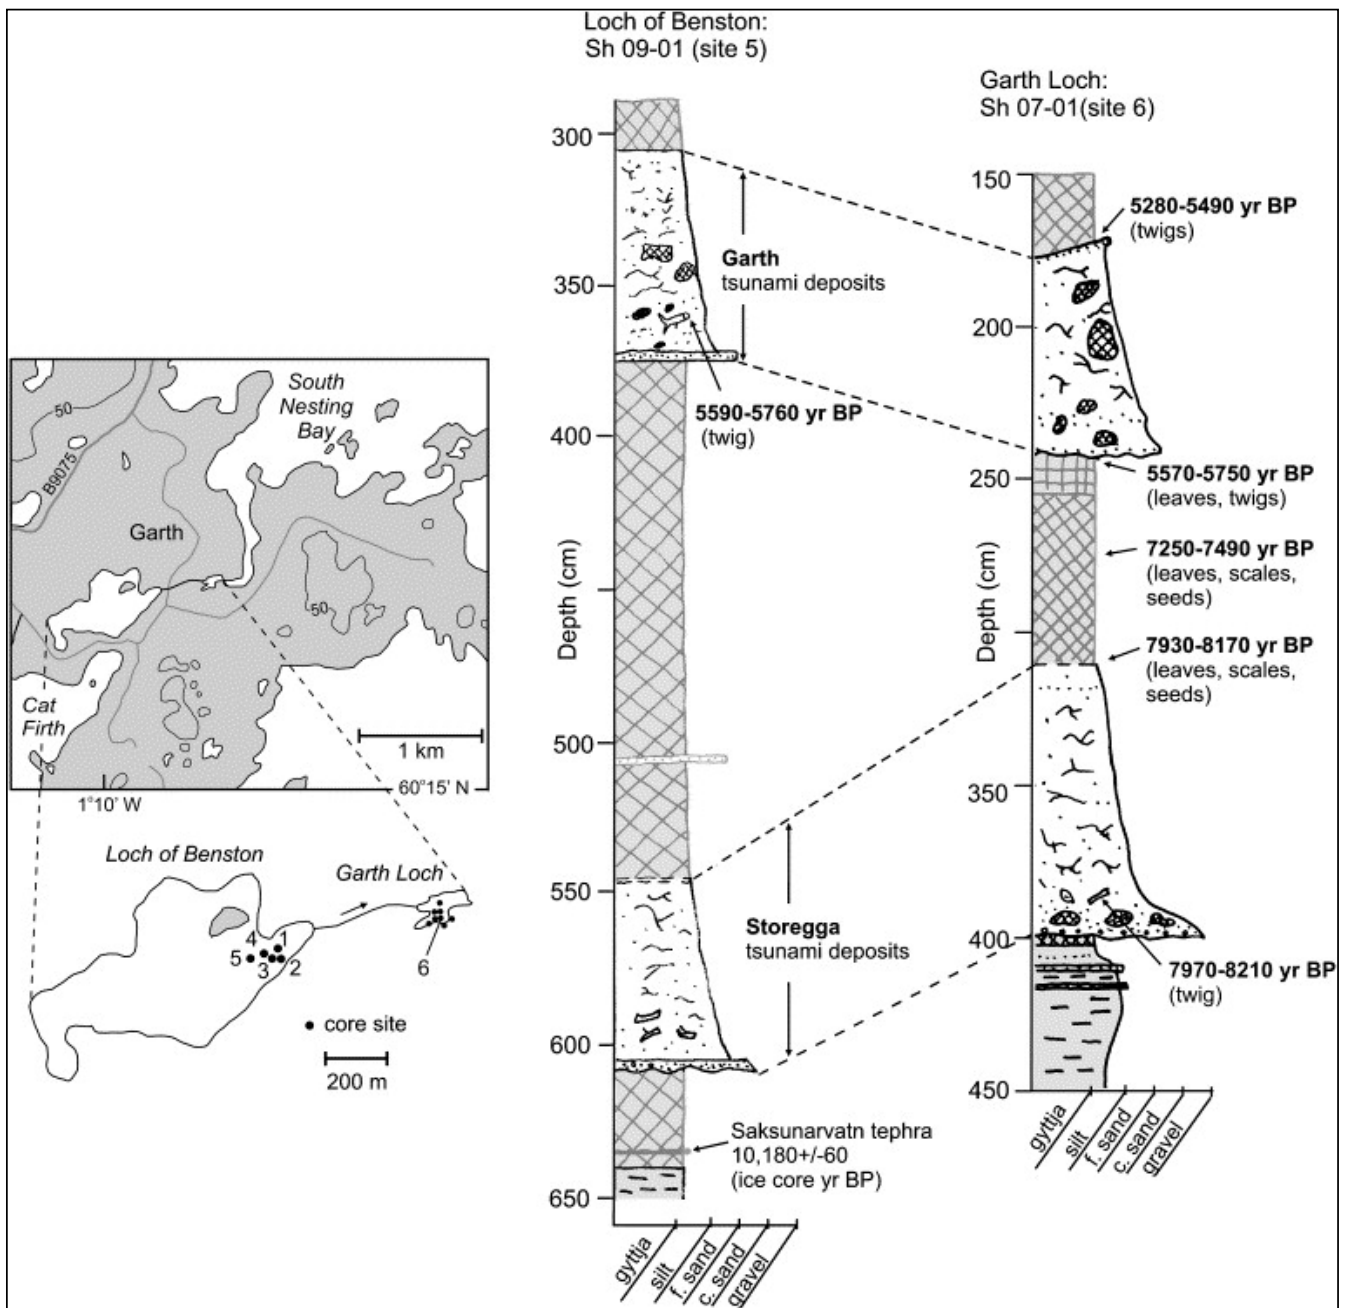 Loch of Benston:
Sh 09-01 (site 5)
Garth Loch:
Sh 07-01(site 6)
300
350
400
500
550
600
650
Depth (cm)
Garth
tsunami deposits
5590-5760 yr BP
(twig)
Storegga
tsunami deposits
Saksunarvatn tephra
10,180+/-60
(ice core yr BP)
gyttja
silt
f. sand
c. sand
gravel
150
200
250
350
400
450
Depth (cm)
5280-5490 yr BP
(twigs)
5570-5750 yr BP
(leaves, twigs)
7250-7490 yr BP
(leaves, scales,
seeds)
7930-8170 yr BP
(leaves, scales,
seeds)
7970-8210 yr BP
(twig)
gyttja
silt
f. sand
c. sand
gravel
50
B9075
South
Nesting
Bay
Garth
50
Cat
Firth
1 km
60°15' N
1°10' W
Loch of Benston
Garth Loch
4
1
5
3
2
6
core site
200 m